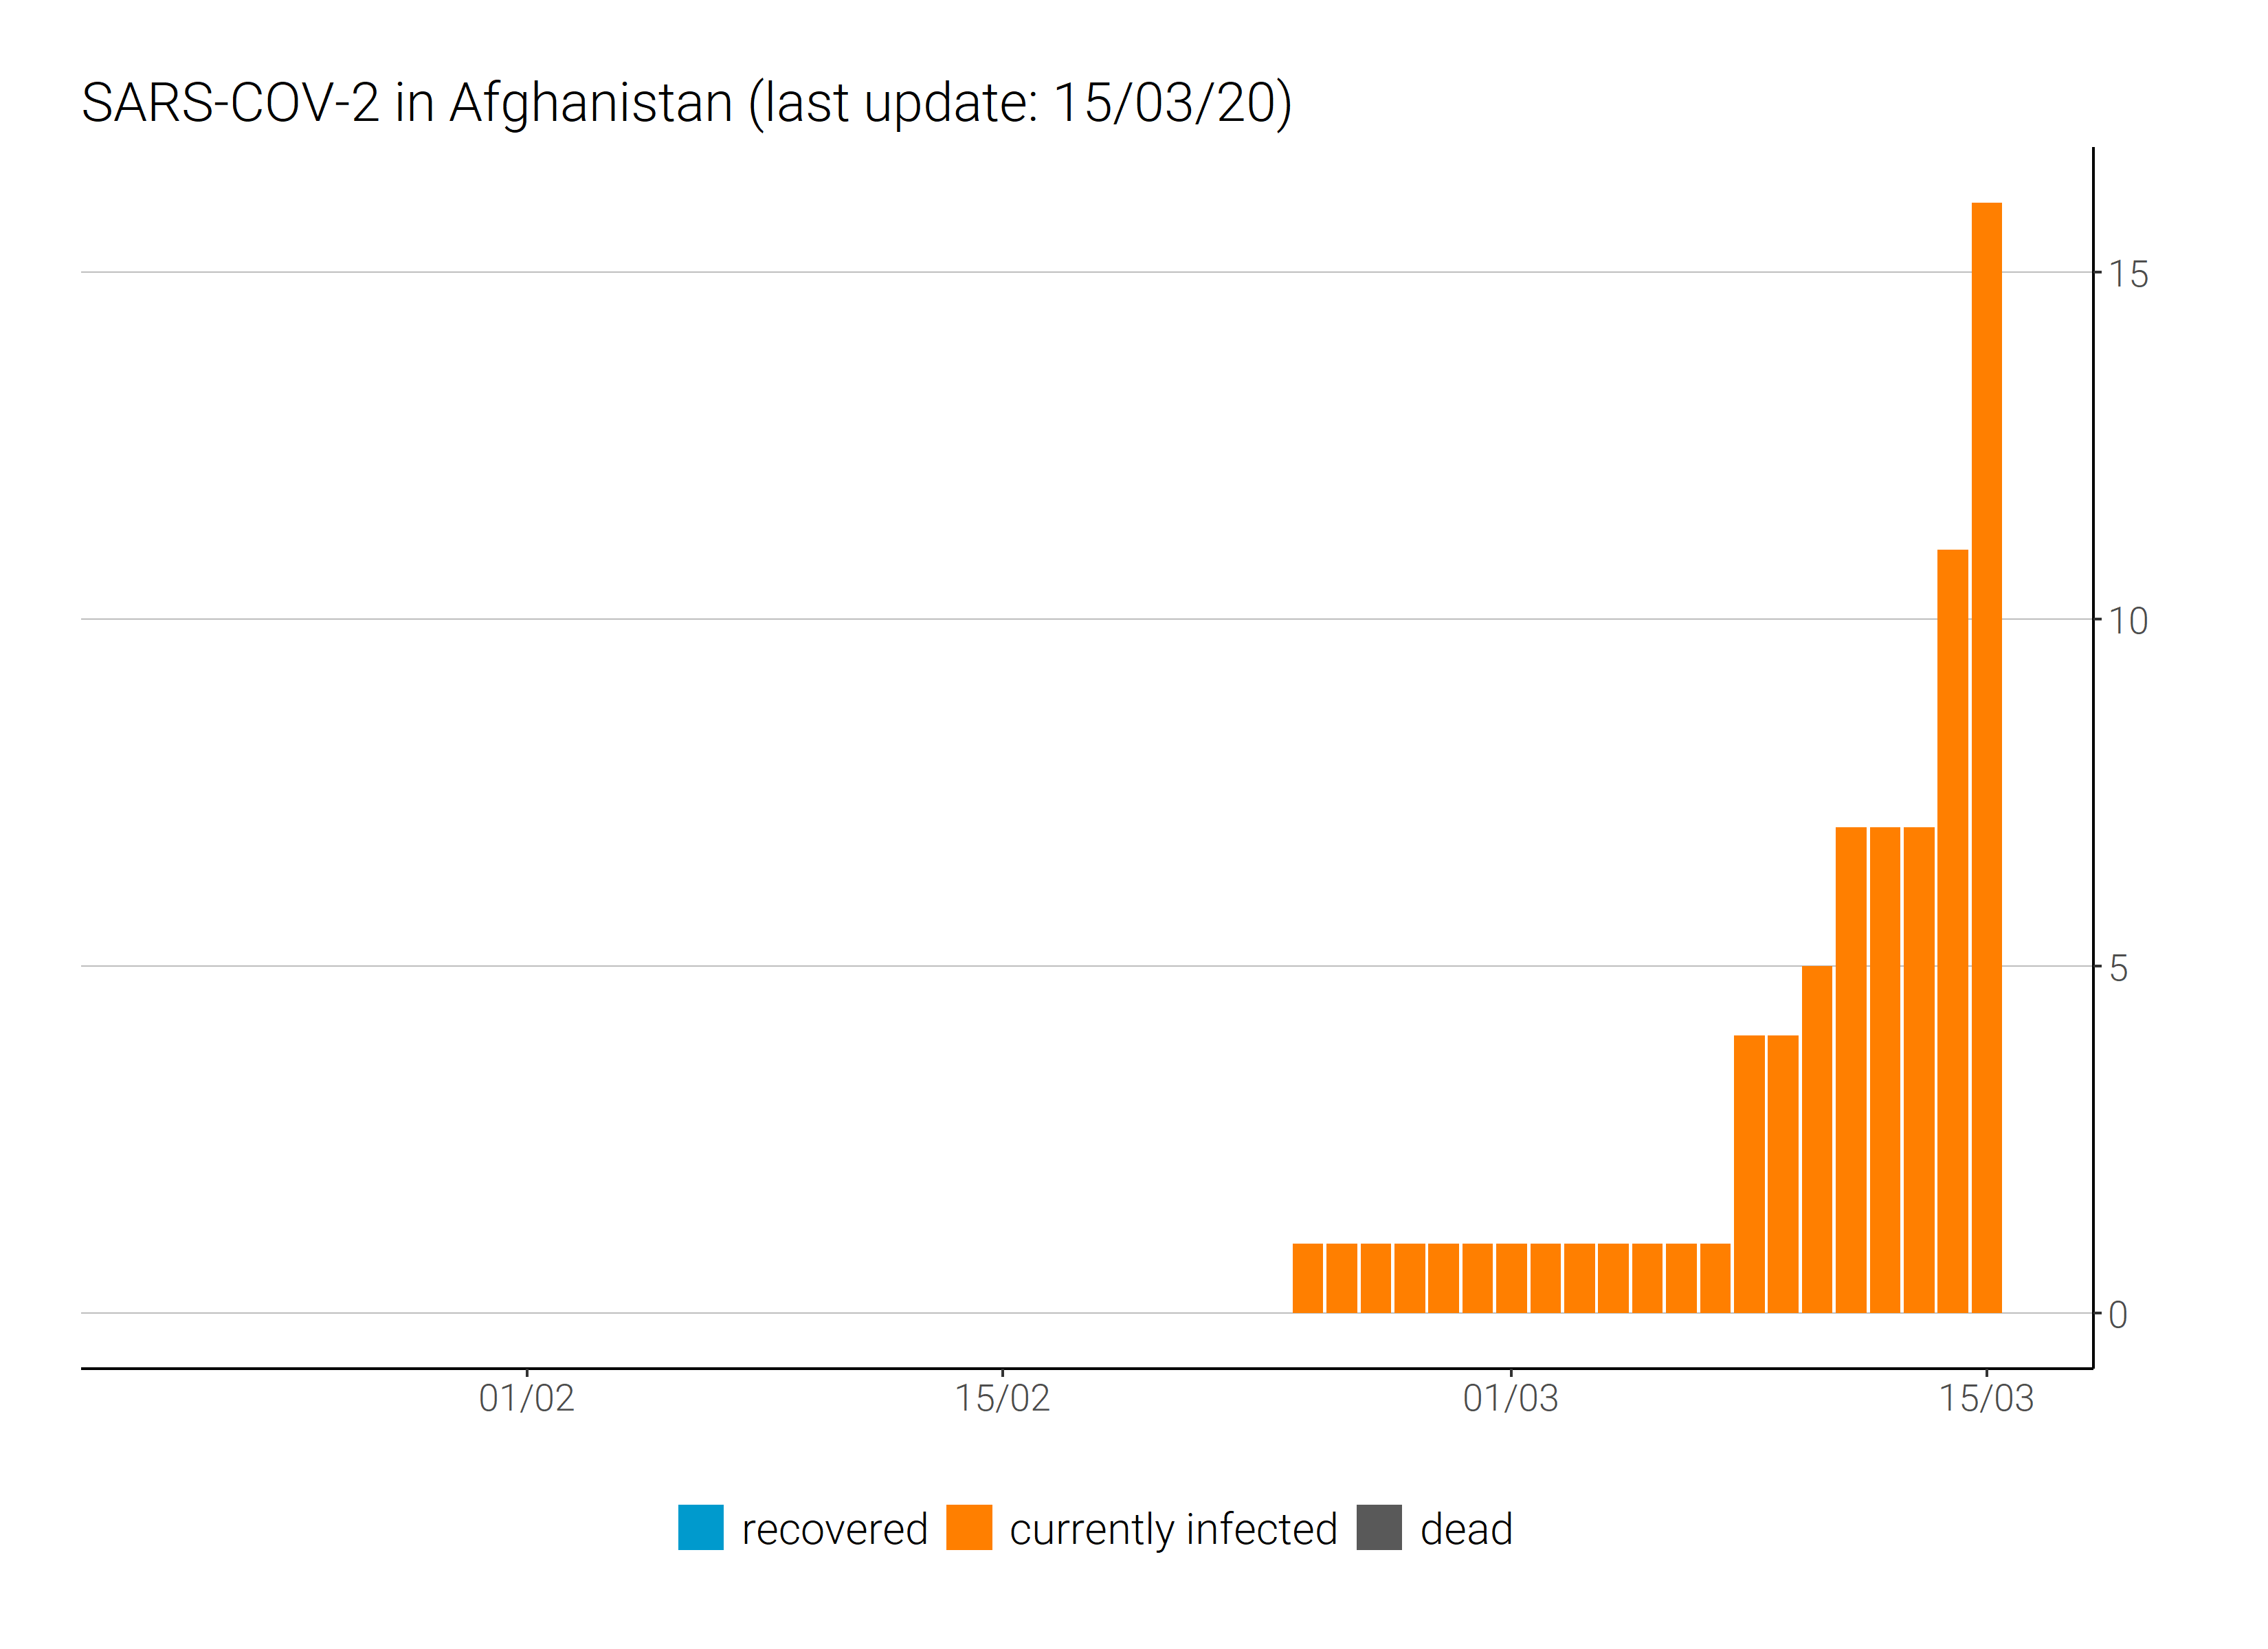 SARS-COV-2 in Afghanistan (last update: 15/03/20)
15
10
5
0
01/02 15/02 01/03 15/03
recovered currently infected dead